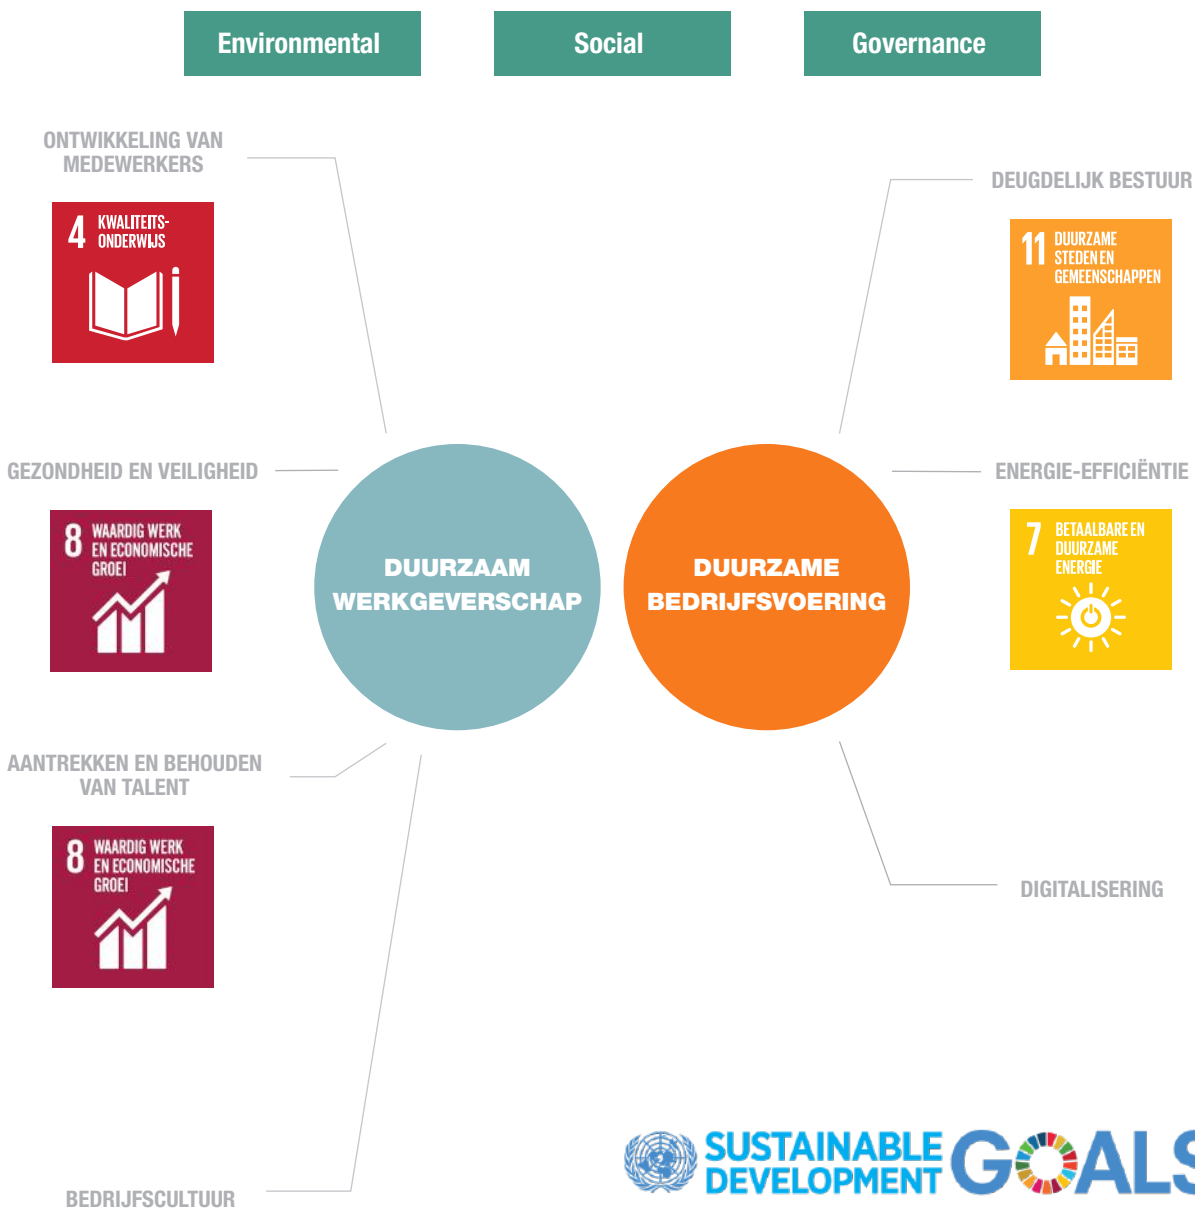 Environmental
Social
Governance
ONTWIKKELING VAN
MEDEWERKERS
4 KWALITEITS-
ONDERWIJS
GEZONDHEID EN VEILIGHEID
8 WAARDIG WERK
EN ECONOMISCHE
GROEI
AANTREKKEN EN BEHOUDEN
VAN TALENT
8 WAARDIG WERK
EN ECONOMISCHE
GROEI
BEDRIJFSCULTUUR
DUURZAAM
WERKGEVERSCHAP
DUURZAME
BEDRIJFSVOERING
DEUGDELIJK BESTUUR
11 DUURZAME
STEDEN EN
GEMEENSCHAPPEN
ENERGIE-EFFICIËNTIE
7 BETAALBARE EN
DUURZAME
ENERGIE
DIGITALISERING
SUSTAINABLE
DEVELOPMENT
GOALS